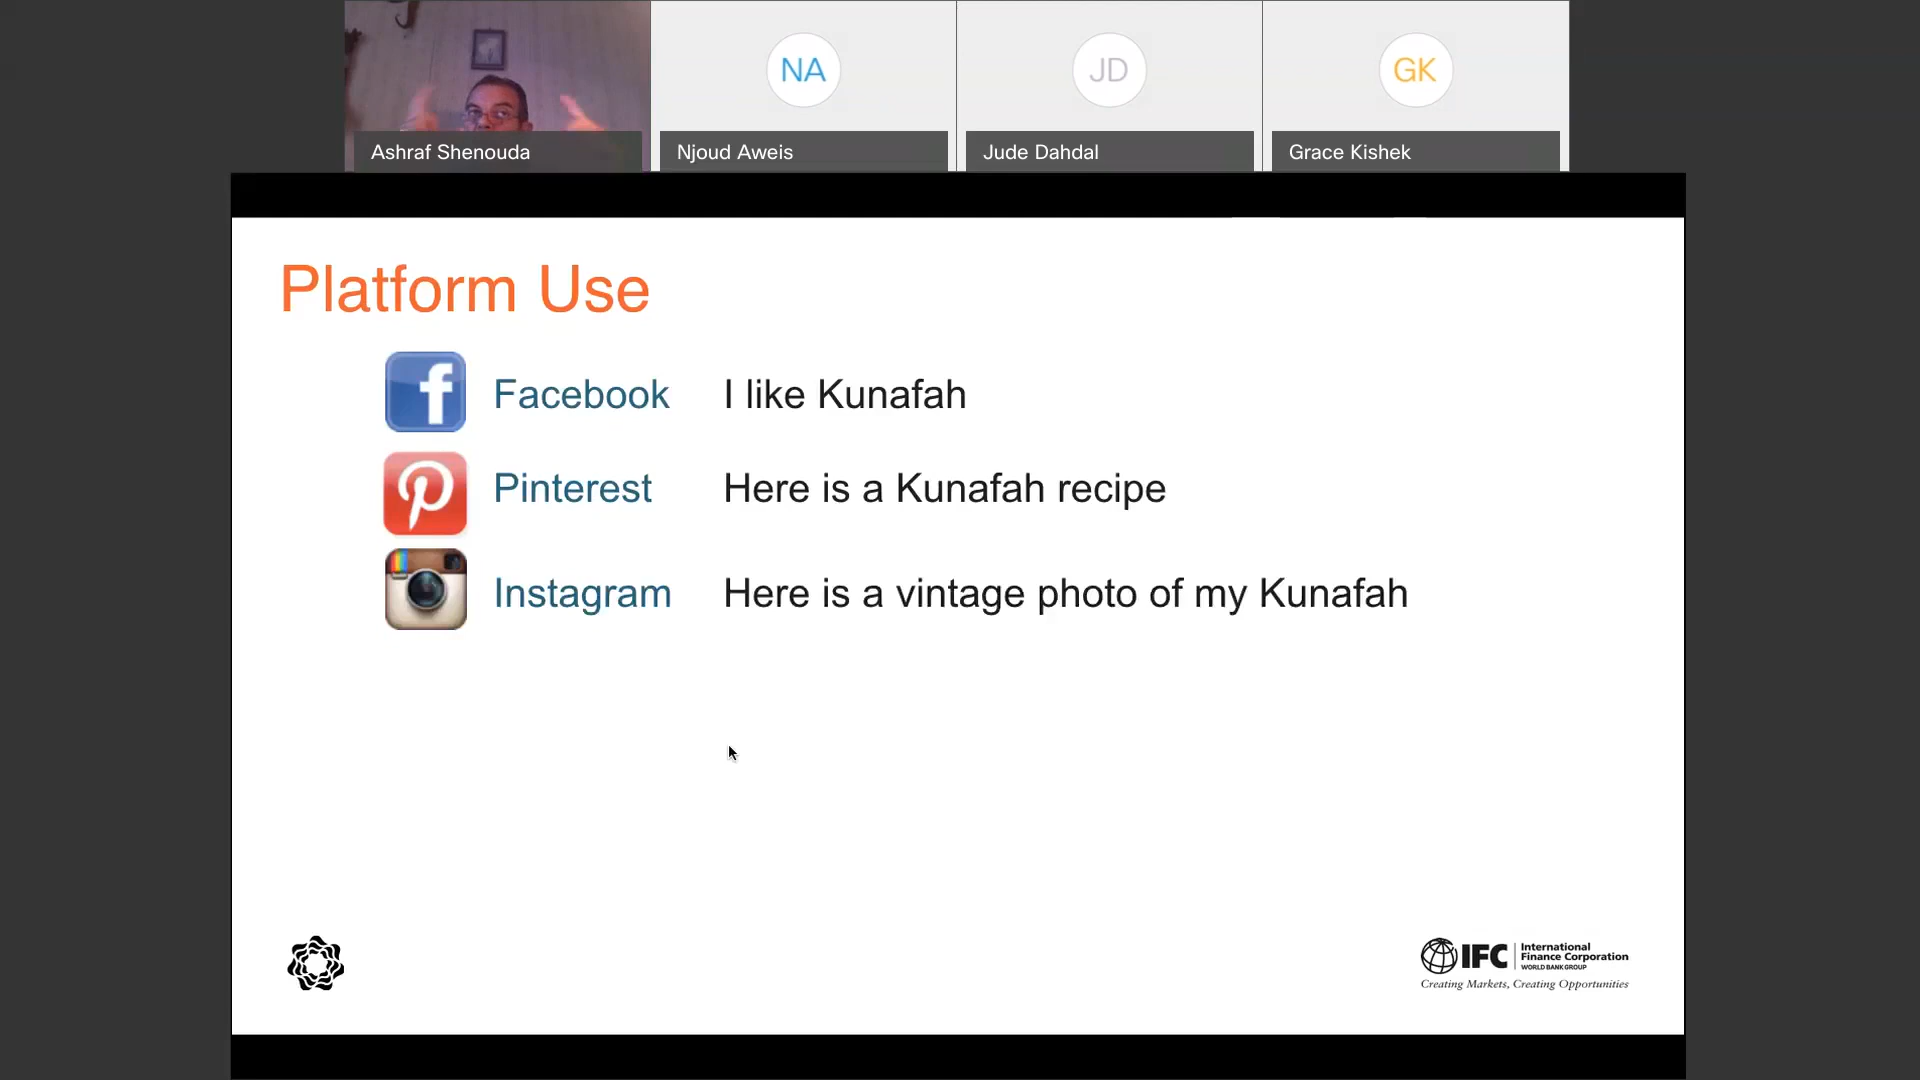 NA
JD
GK
Ashraf Shenouda
Njoud Aweis
Jude Dahdal
Grace Kishek
Platform Use
Facebook I like Kunafah
Pinterest Here is a Kunafah recipe
Instagram Here is a vintage photo of my Kunafah
IFC
International
Finance Corporation
WORLD BANK GROUP
Creating Markets, Creating Opportunities